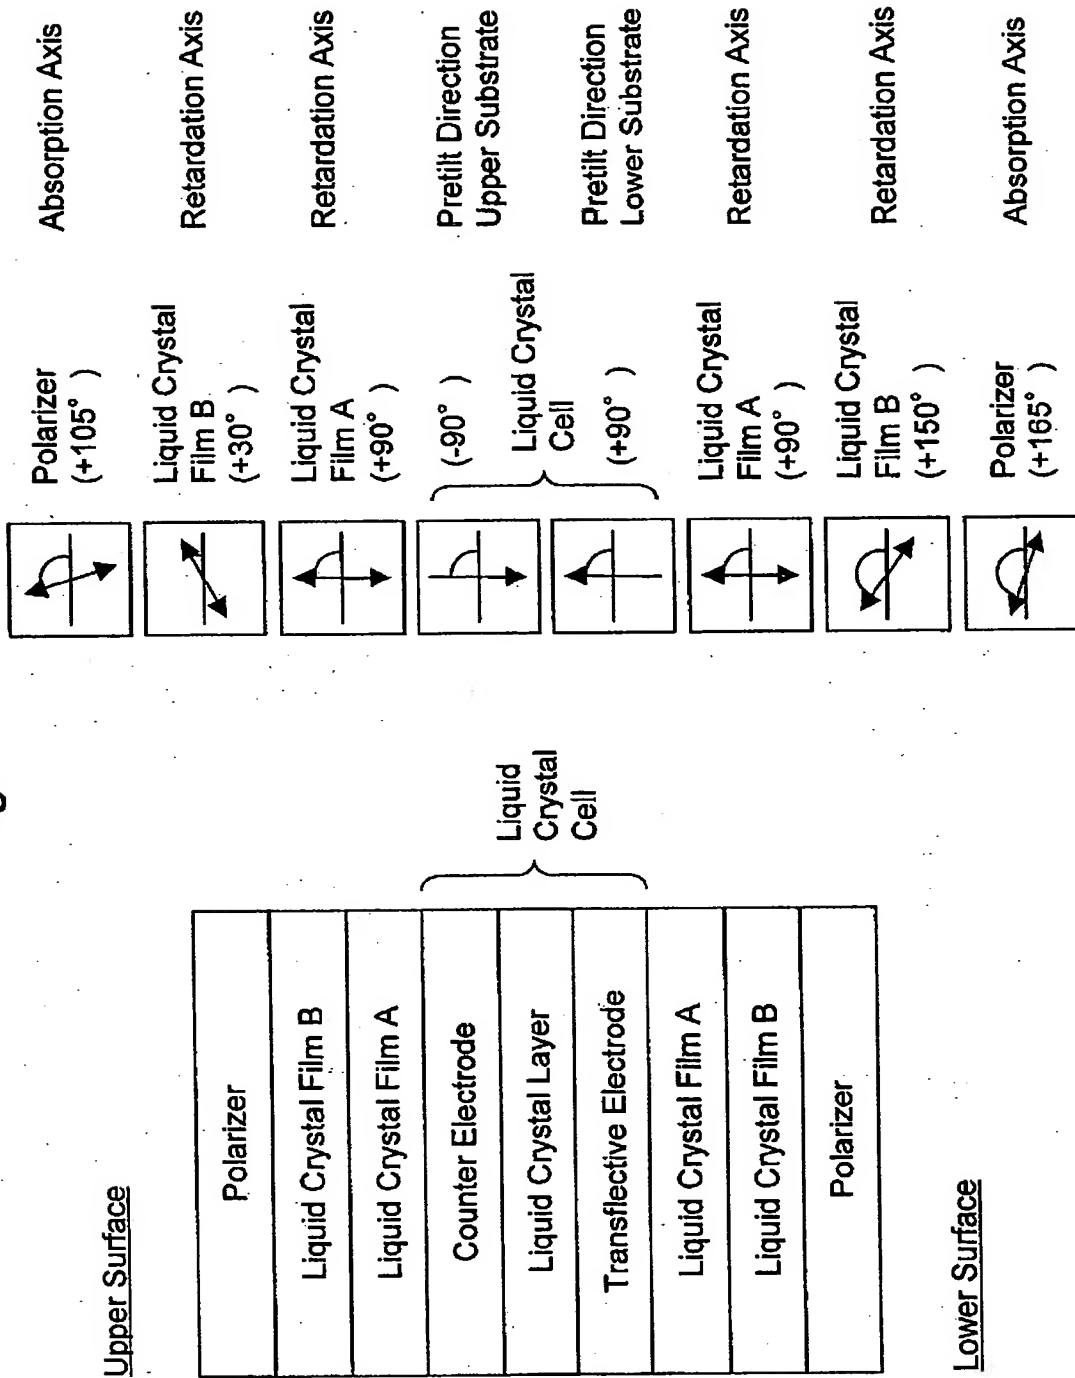 Upper Surface
Polarizer
Liquid Crystal Film B
Liquid Crystal Film A
Counter Electrode
Liquid Crystal Layer
Transflective Electrode
Liquid Crystal Film A
Liquid Crystal Film B
Polarizer
Lower Surface
Liquid
Crystal
Cell
Polarizer
(+105° )
Absorption Axis
Liquid Crystal
Film B
(+30° )
Retardation Axis
Liquid Crystal
Film A
(+90° )
Retardation Axis
(-90° )
Pretilt Direction
Upper Substrate
Liquid Crystal
Cell
(+90° )
Pretilt Direction
Lower Substrate
Liquid Crystal
Film A
(+90° )
Retardation Axis
Liquid Crystal
Film B
(+150° )
Retardation Axis
Polarizer
(+165° )
Absorption Axis